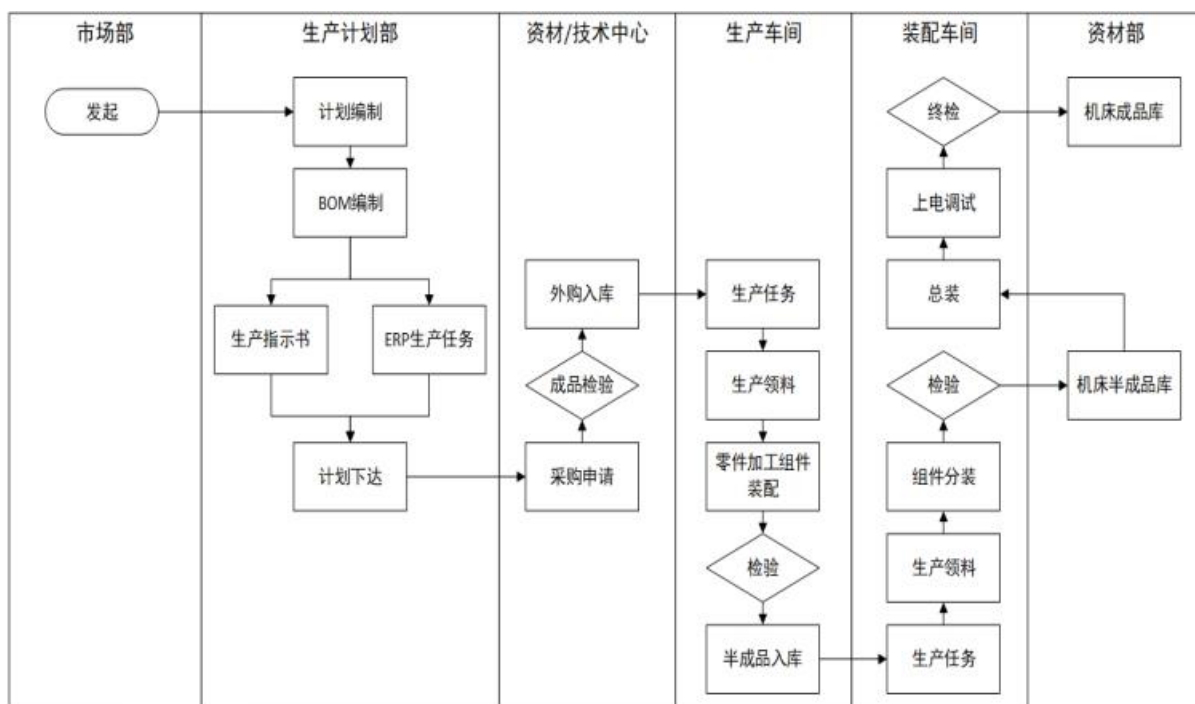 市场部
生产计划部
资材/技术中心
生产车间
装配车间
资材部
发起
计划编制
终检
机床成品库
BOM编制
上电调试
外购入库
生产任务
总装
生产指示书
ERP生产任务
成品检验
生产领料
检验
机床半成品库
计划下达
采购申请
零件加工组件
装配
组件分装
检验
生产领料
半成品入库
生产任务